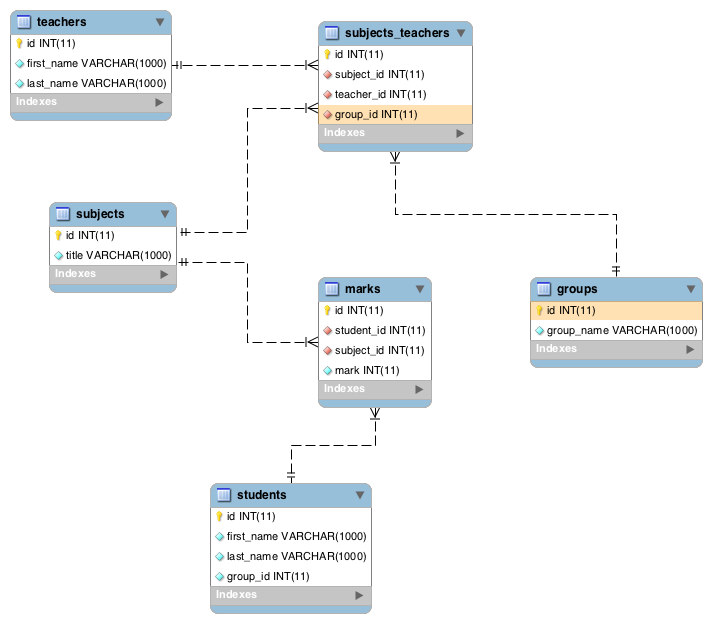 teachers
id INT(11)
first_name VARCHAR(1000)
last_name VARCHAR(1000)
Indexes
subjects_teachers
id INT(11)
subject_id INT(11)
teacher_id INT(11)
group_id INT(11)
Indexes
subjects
id INT(11)
title VARCHAR(1000)
Indexes
marks
id INT(11)
student_id INT(11)
subject_id INT(11)
mark INT(11)
Indexes
groups
id INT(11)
group_name VARCHAR(1000)
Indexes
students
id INT(11)
first_name VARCHAR(1000)
last_name VARCHAR(1000)
group_id INT(11)
Indexes